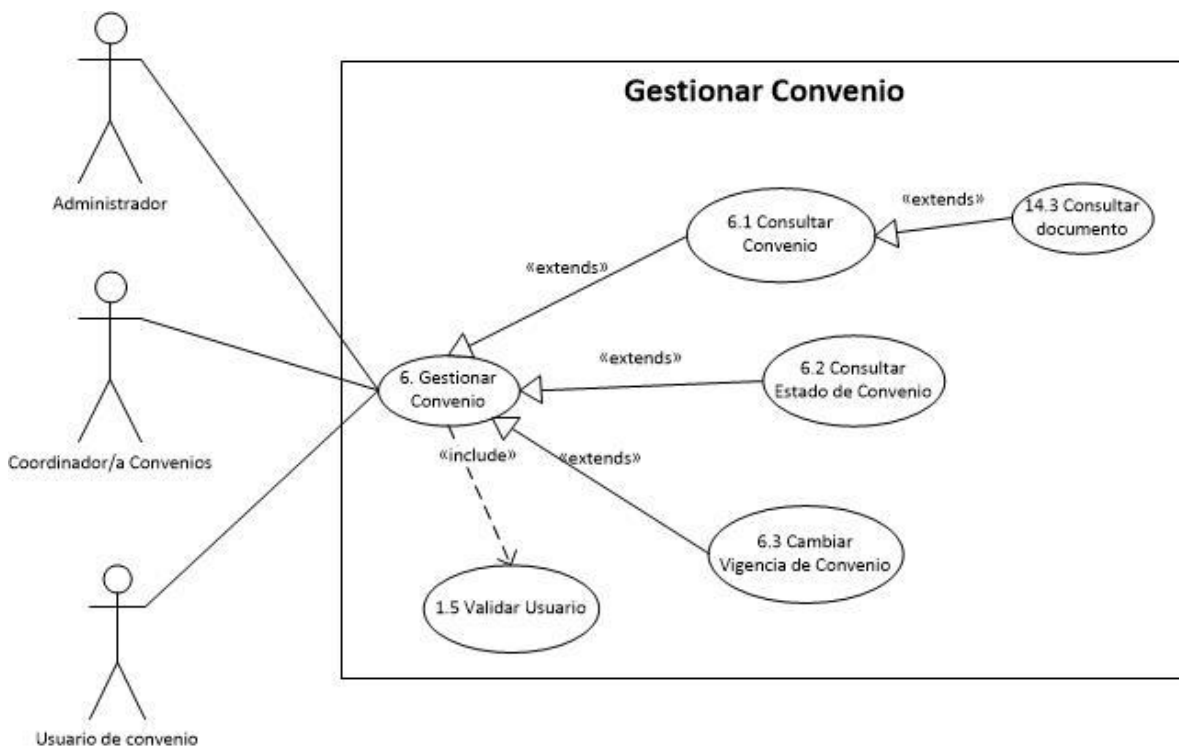 Gestionar Convenio
Administrador
«extends»
14.3 Consultar
documento
6.1 Consultar
Convenio
«extends»
«extends»
6.2 Consultar
Estado de Convenio
6. Gestionar
Convenio
Coordinador/a Convenios
«include»
«extends»
6.3 Cambiar
Vigencia de Convenio
1.5 Validar Usuario
Usuario de convenio